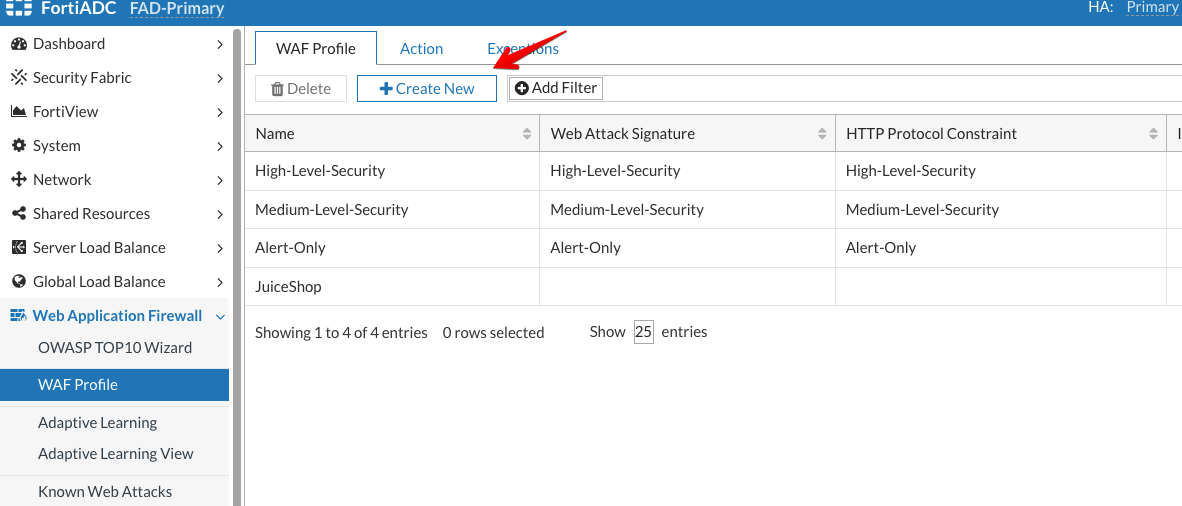 FortiADC FAD-Primary HA: Primary
Dashboard
Security Fabric
FortiView
System
Network
Shared Resources
Server Load Balance
Global Load Balance
Web Application Firewall
OWASP TOP10 Wizard
WAF Profile
Adaptive Learning
Adaptive Learning View
Known Web Attacks
WAF Profile Action Exceptions
Delete Create New Add Filter
Name Web Attack Signature HTTP Protocol Constraint
High-Level-Security High-Level-Security High-Level-Security
Medium-Level-Security Medium-Level-Security Medium-Level-Security
Alert-Only Alert-Only Alert-Only
JuiceShop
Showing 1 to 4 of 4 entries 0 rows selected Show 25 entries